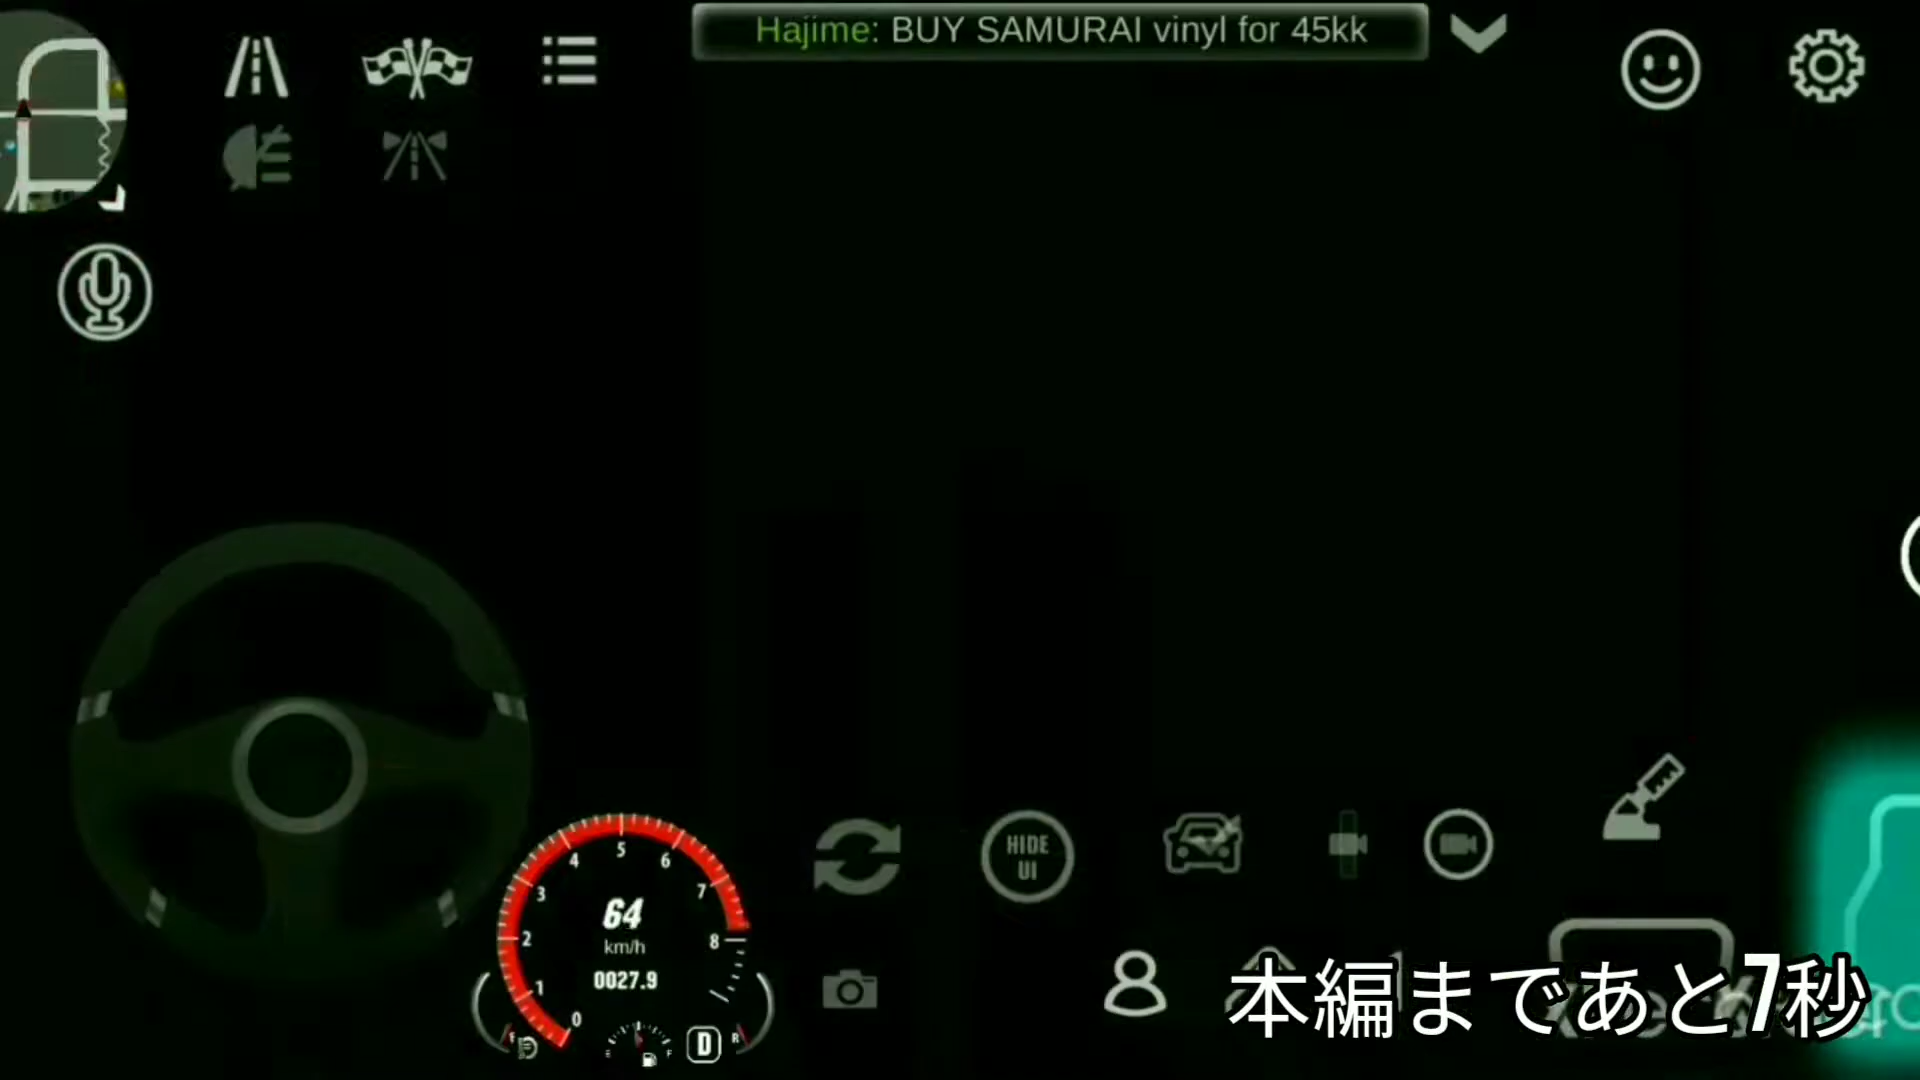 Hajime: BUY SAMURAI vinyl for 45kk
HIDE
UI
0 1 2 3 4 5 6 7 8
64
km/h
0027.9
D
R
E F
本編まであと7秒